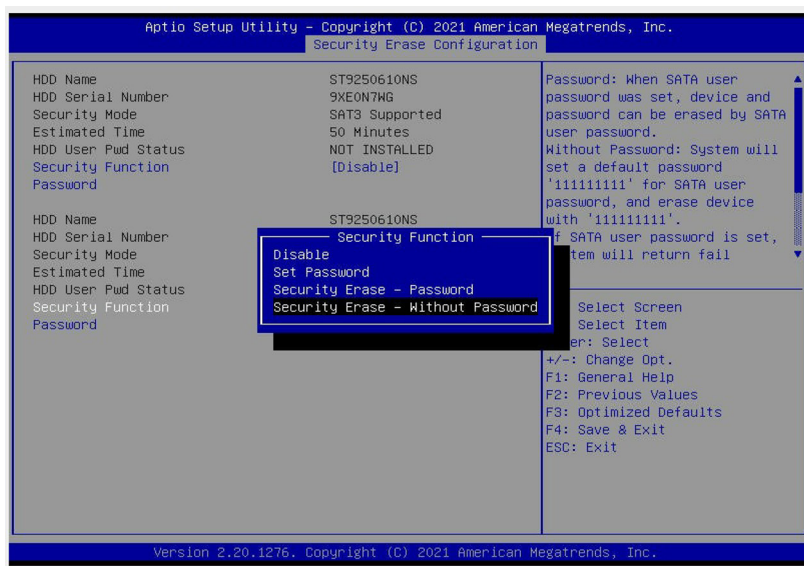 Aptio Setup Utility – Copyright (C) 2021 American Megatrends, Inc.
Security Erase Configuration
HDD Name ST9250610NS
HDD Serial Number 9XE0N7WG
Security Mode SAT3 Supported
Estimated Time 50 Minutes
HDD User Pwd Status NOT INSTALLED
Security Function [Disable]
Password
HDD Name ST9250610NS
HDD Serial Number
Security Mode
Estimated Time
HDD User Pwd Status
Security Function
Password
Security Function
Disable
Set Password
Security Erase – Password
Security Erase – Without Password
Password: When SATA user
password was set, device and
password can be erased by SATA
user password.
Without Password: System will
set a default password
'111111111' for SATA user
password, and erase device
with '111111111'.
f SATA user password is set,
tem will return fail
Select Screen
Select Item
er: Select
+/-: Change Opt.
F1: General Help
F2: Previous Values
F3: Optimized Defaults
F4: Save & Exit
ESC: Exit
Version 2.20.1276. Copyright (C) 2021 American Megatrends, Inc.